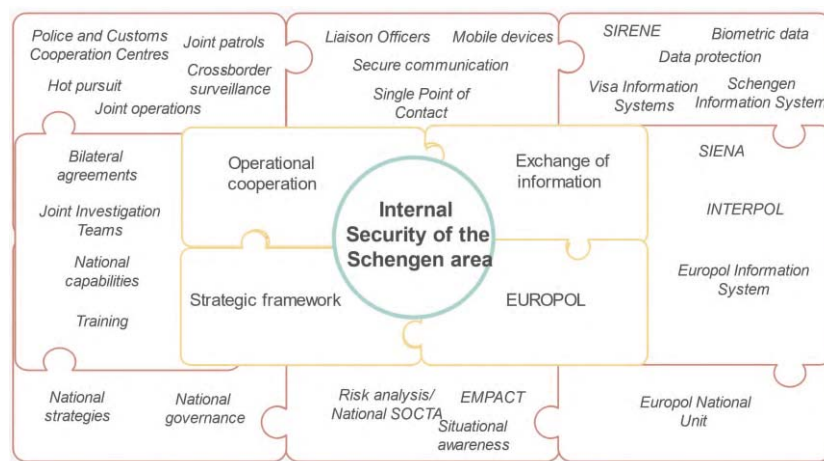 Police and Customs
Cooperation Centres
Joint patrols
Hot pursuit
Crossborder
surveillance
Joint operations
Liaison Officers
Mobile devices
Secure communication
Single Point of
Contact
SIRENE
Biometric data
Data protection
Visa Information
Systems
Schengen
Information System
Bilateral
agreements
Joint Investigation
Teams
National
capabilities
Training
Operational
cooperation
Exchange of
information
Internal
Security of the
Schengen area
Strategic framework
EUROPOL
SIENA
INTERPOL
Europol Information
System
National
strategies
National
governance
Risk analysis/
National SOCTA
EMPACT
Situational
awareness
Europol National
Unit